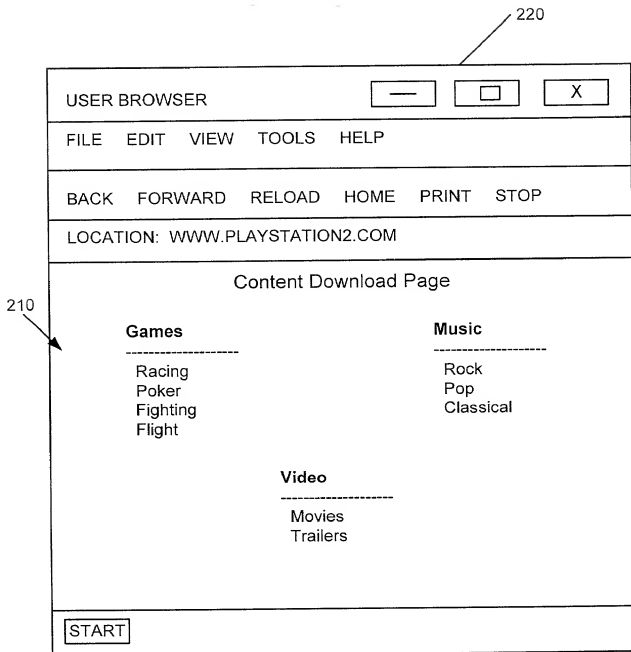 220
USER BROWSER X
FILE EDIT VIEW TOOLS HELP
BACK FORWARD RELOAD HOME PRINT STOP
LOCATION: WWW.PLAYSTATION2.COM
Content Download Page
210
Games
Racing
Poker
Fighting
Flight
Music
Rock
Pop
Classical
Video
Movies
Trailers
START